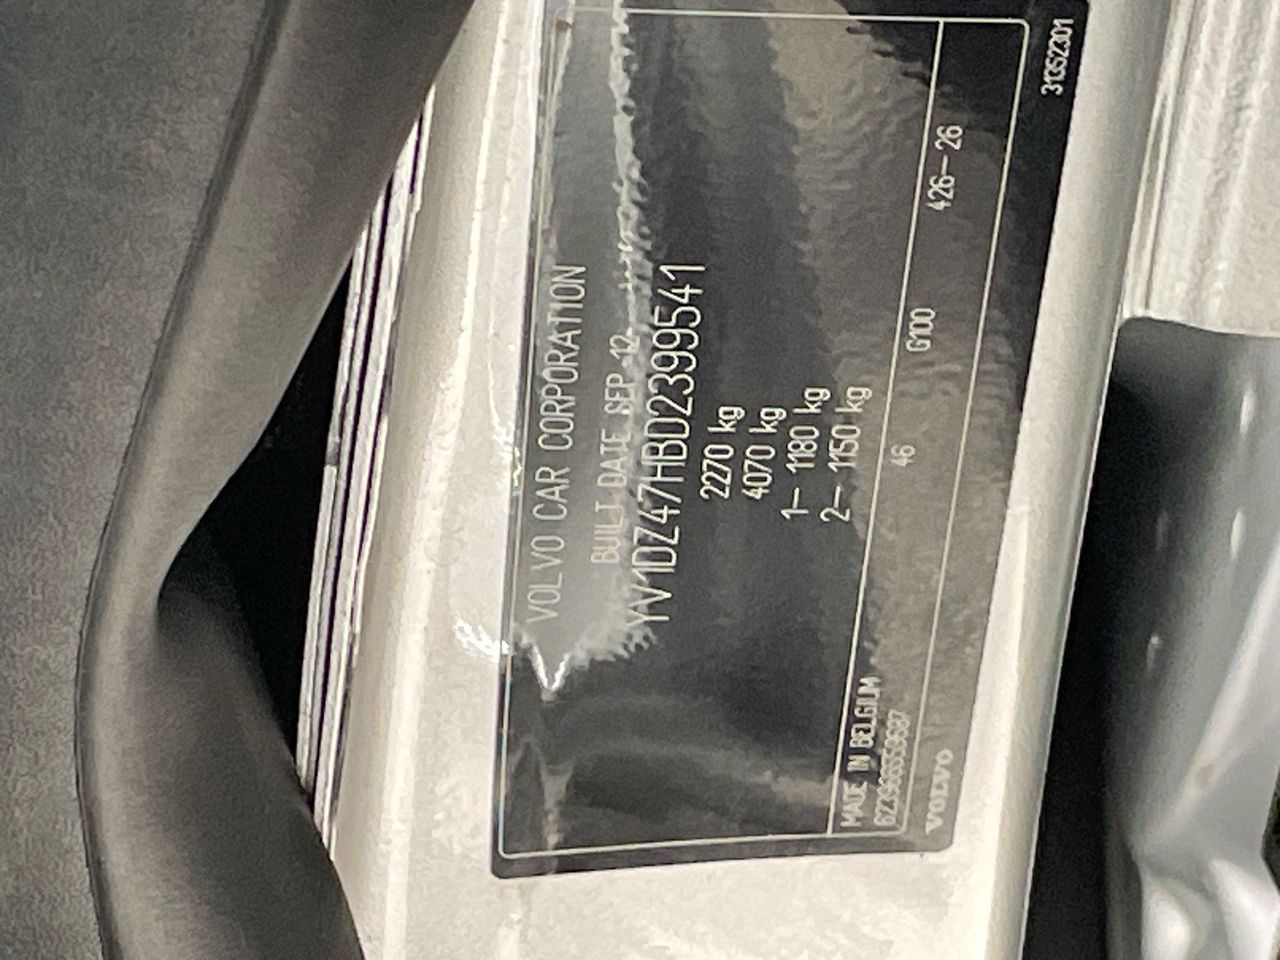 VOLVO CAR CORPORATION
BUILT DATE SEP 12
YV1DZ47HBD2399541
2270 kg
4070 kg
1– 1180 kg
2– 1150 kg
46 G100 426–26
MADE IN BELGIUM
VOLVO
31352301